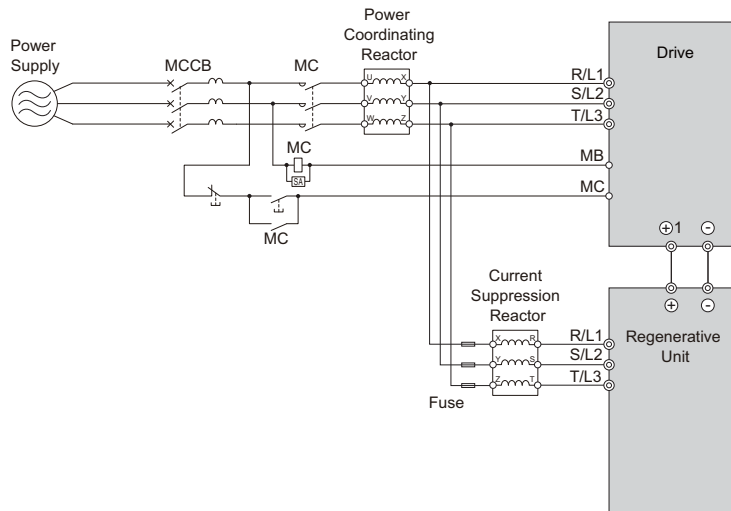 Power
Supply
MCCB
MC
Power
Coordinating
Reactor
Drive
U X
V Y
W Z
R/L1
S/L2
T/L3
MC
SA
MB
MC
MC
+1 -
+ -
Current
Suppression
Reactor
Regenerative
Unit
X R
Y S
Z T
R/L1
S/L2
T/L3
Fuse